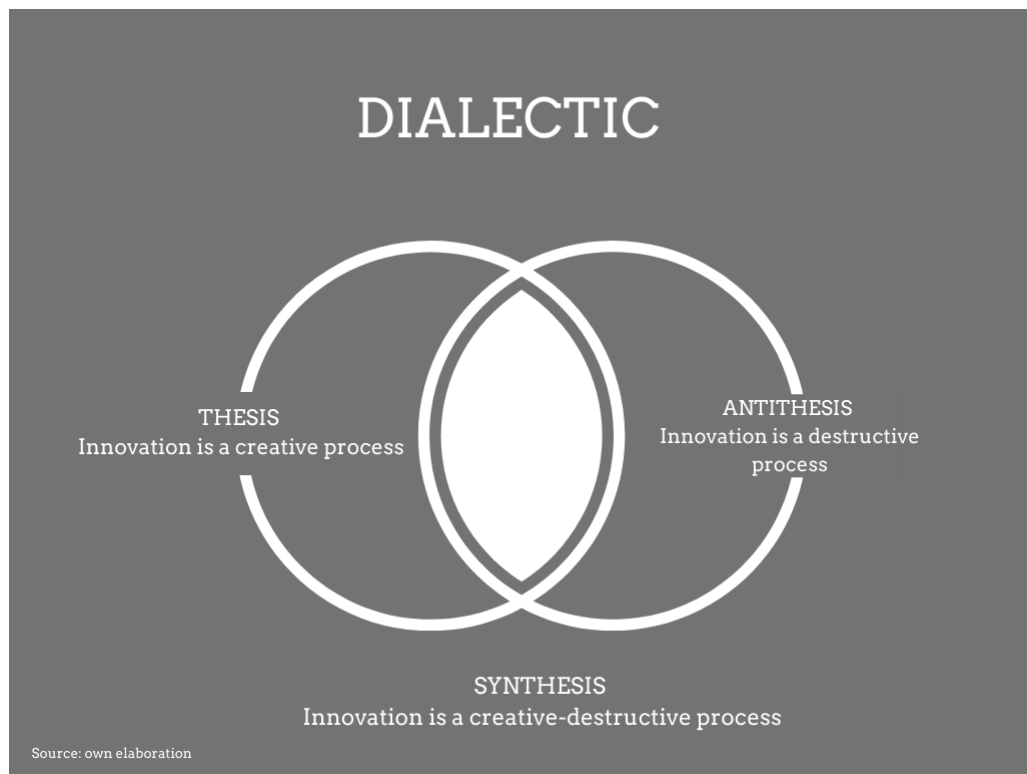 DIALECTIC
THESIS
Innovation is a creative process
ANTITHESIS
Innovation is a destructive
process
SYNTHESIS
Innovation is a creative-destructive process
Source: own elaboration